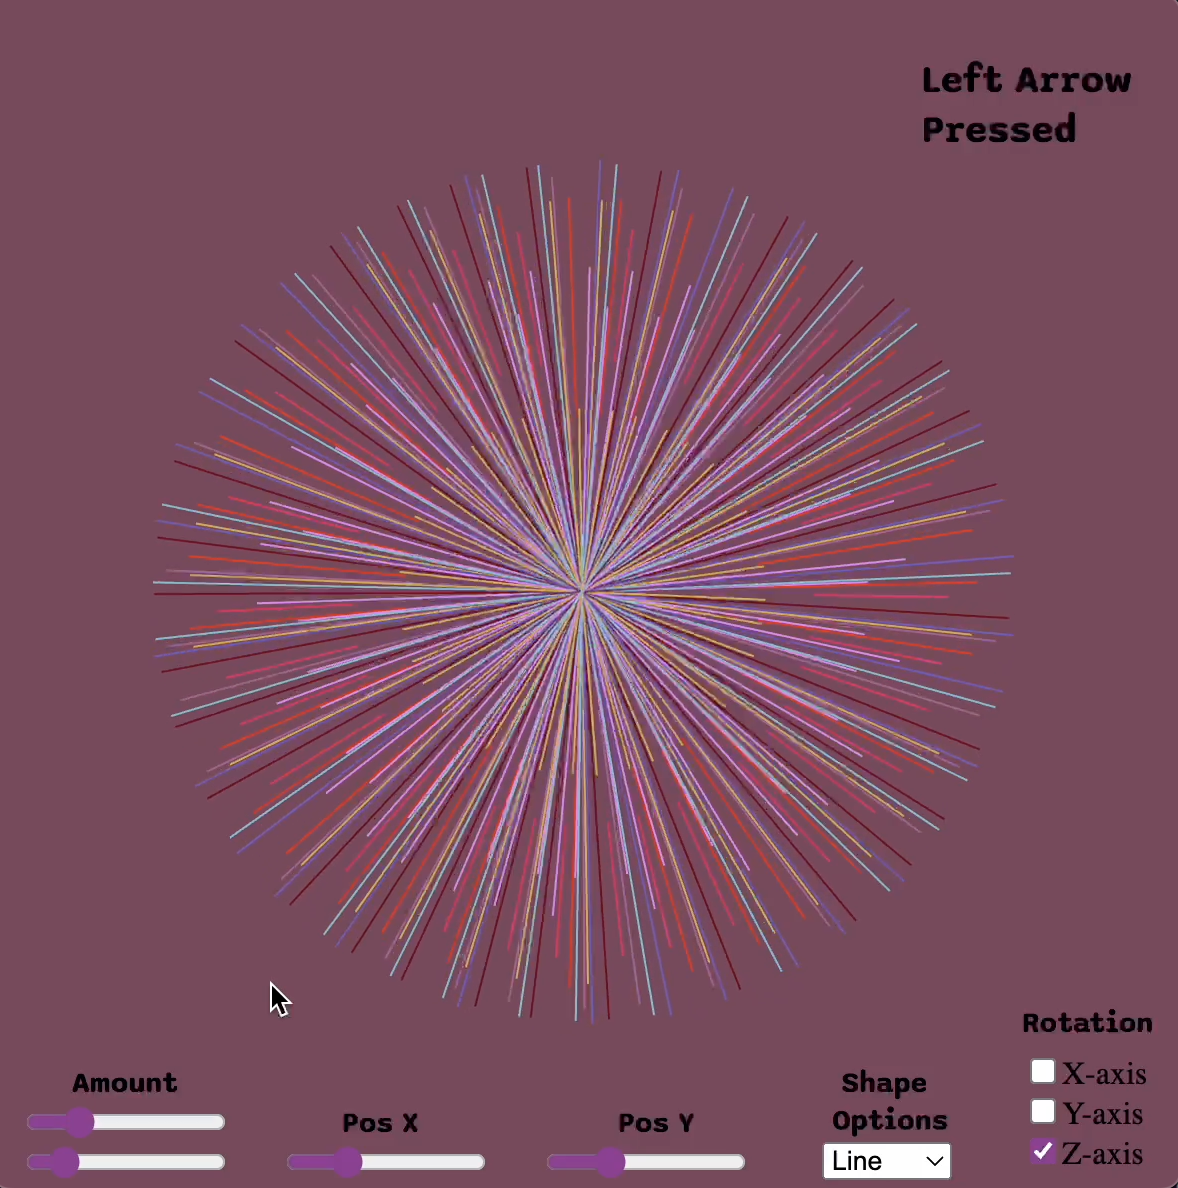 Left Arrow
Pressed
Rotation
X-axis
Y-axis
Z-axis
Amount
Pos X
Pos Y
Shape
Options
Line